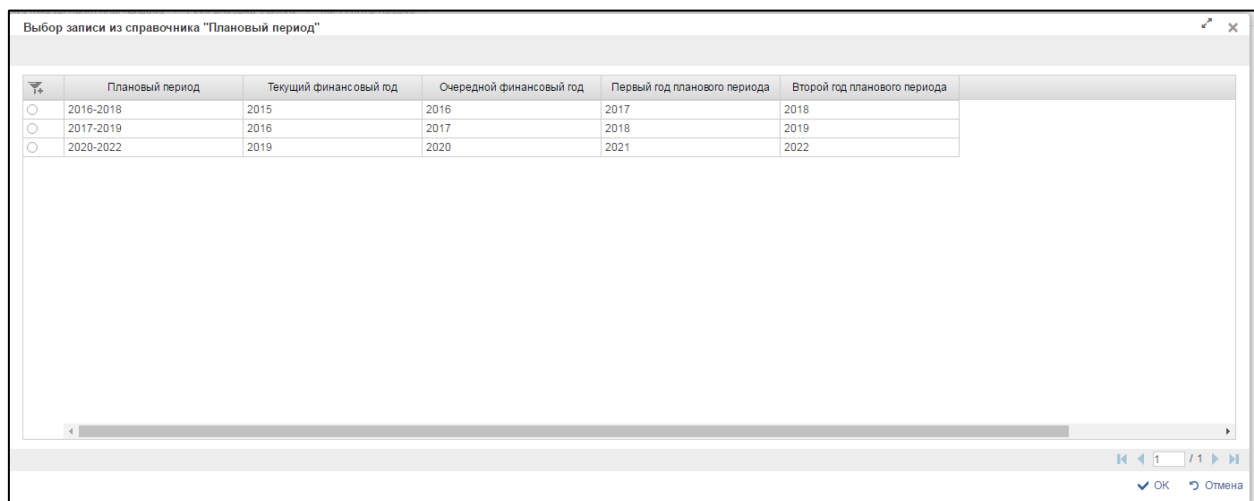 Выбор записи из справочника "Плановый период"
Плановый период Текущий финансовый год Очередной финансовый год Первый год планового периода Второй год планового периода
2016-2018 2015 2016 2017 2018
2017-2019 2016 2017 2018 2019
2020-2022 2019 2020 2021 2022
1 / 1
OK Отмена